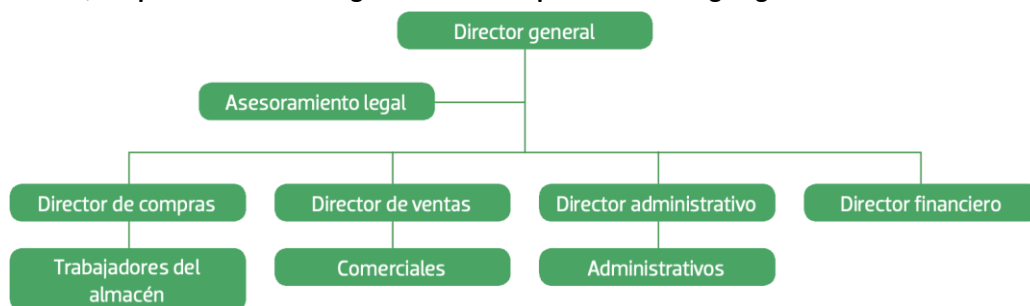 Director general
Asesoramiento legal
Director de compras
Director de ventas
Director administrativo
Director financiero
Trabajadores del
almacén
Comerciales
Administrativos